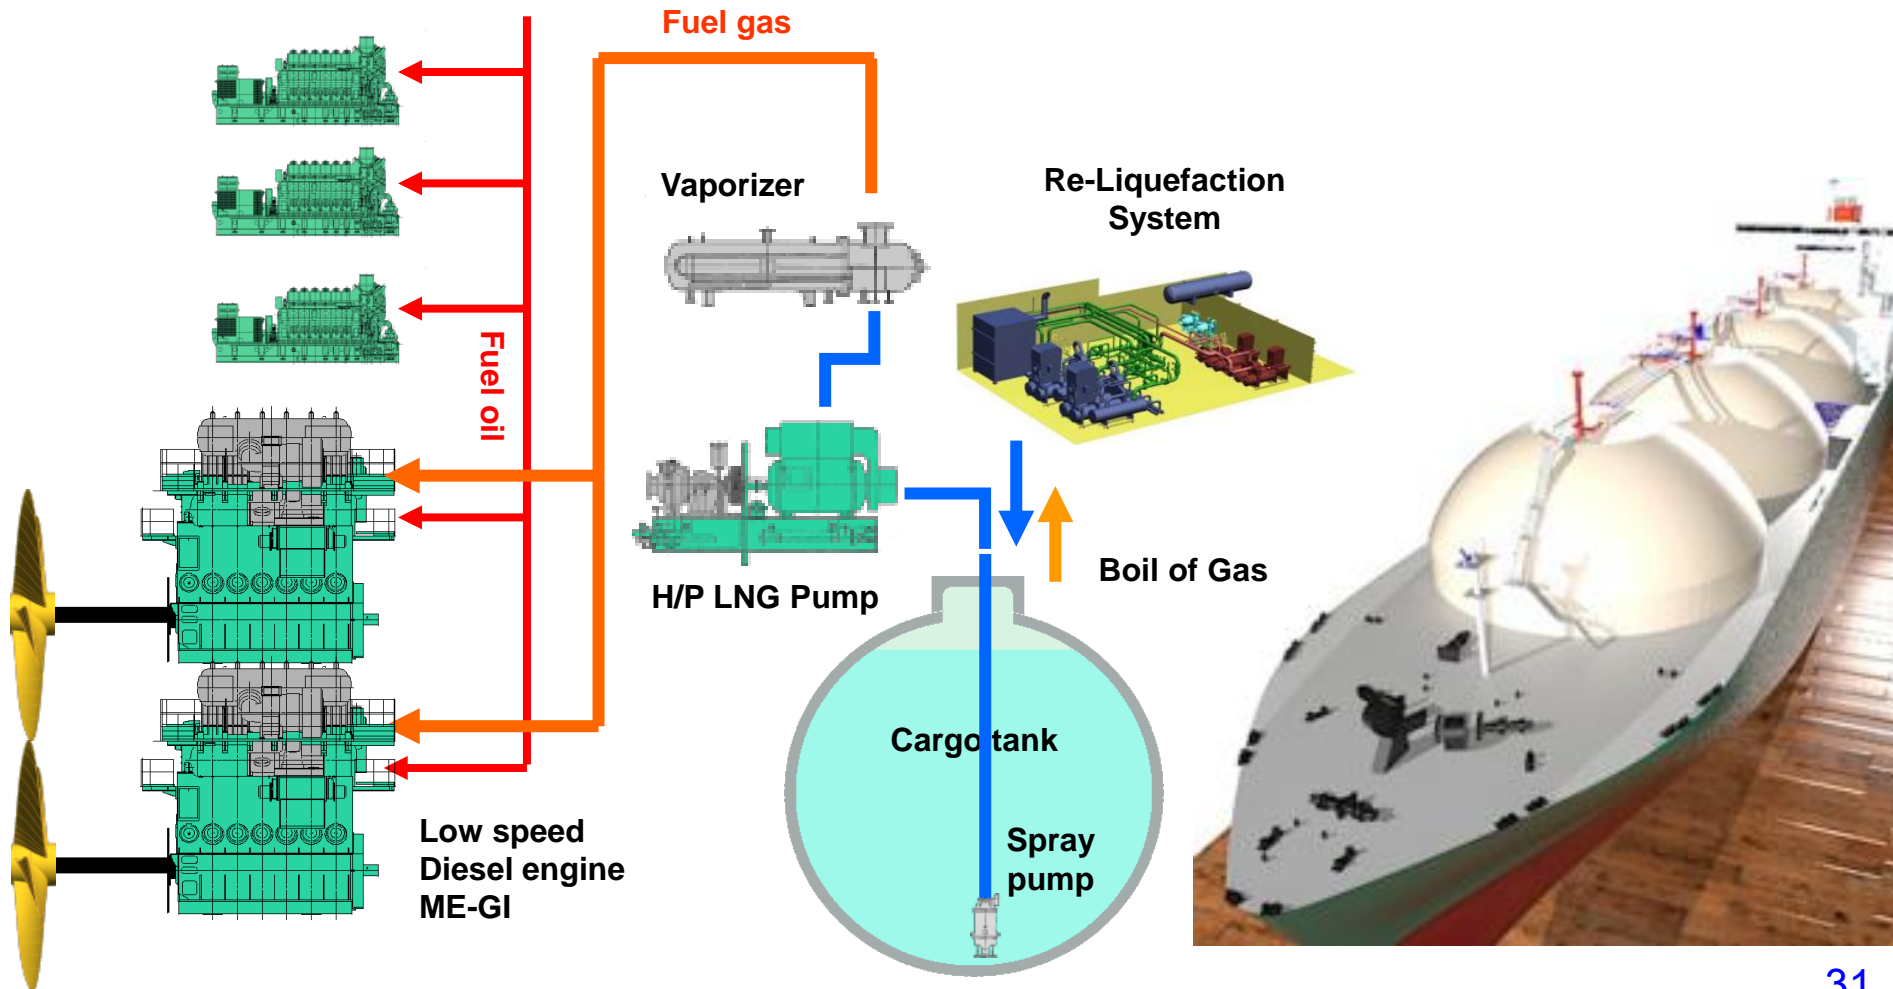 Fuel gas
Vaporizer
Re-Liquefaction
System
Fuel oil
H/P LNG Pump
Boil of Gas
Cargo tank
Spray
pump
Low speed
Diesel engine
ME-GI
31